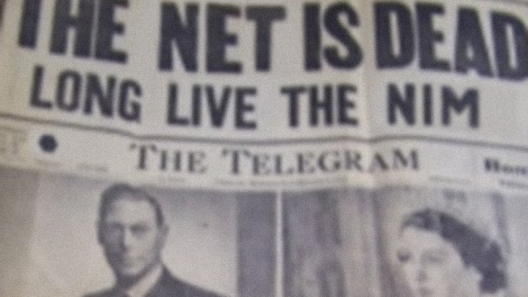 THE NET IS DEAD
LONG LIVE THE NIM
THE TELEGRAM